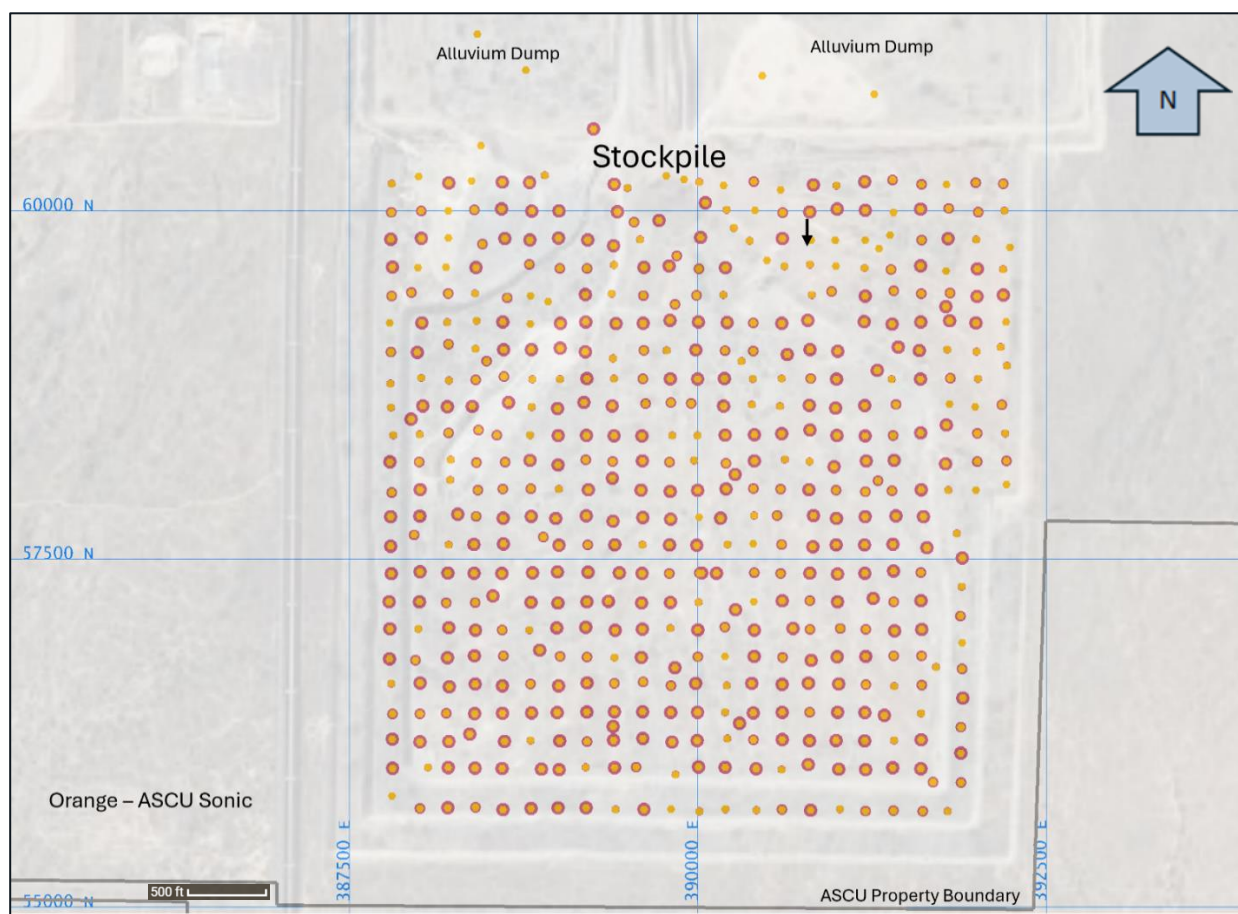 Alluvium Dump
Alluvium Dump
N
Stockpile
60000 N
57500 N
Orange – ASCU Sonic
387500 E
390000 E
392500 E
500 ft
ASCU Property Boundary
55000 N